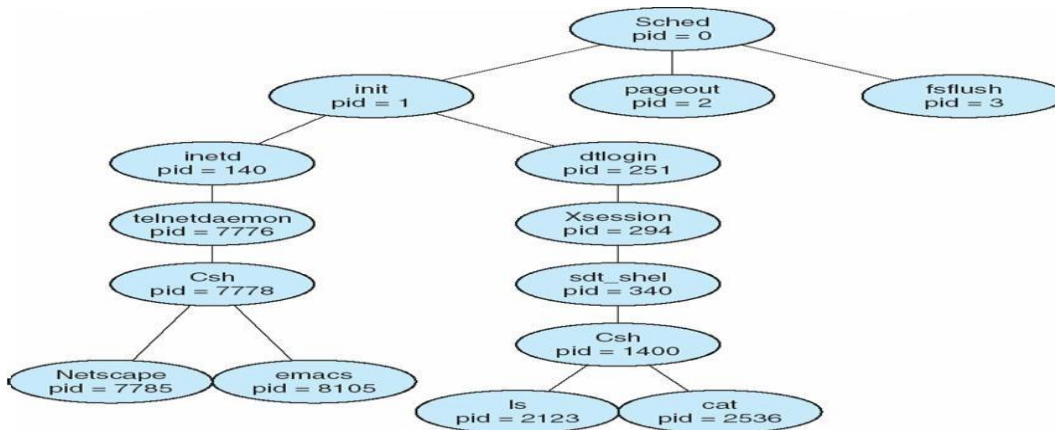 Sched
pid = 0
init
pid = 1
pageout
pid = 2
fsflush
pid = 3
inetd
pid = 140
dtlogin
pid = 251
telnetdaemon
pid = 7776
Xsession
pid = 294
Csh
pid = 7778
sdt_shel
pid = 340
Csh
pid = 1400
Netscape
pid = 7785
emacs
pid = 8105
ls
pid = 2123
cat
pid = 2536